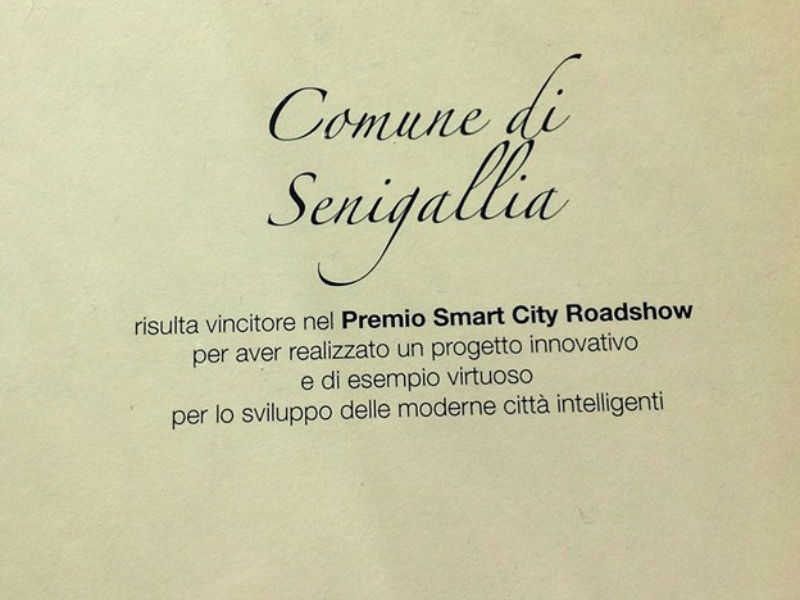 Comune di
Senigallia
risulta vincitore nel Premio Smart City Roadshow
per aver realizzato un progetto innovativo
e di esempio virtuoso
per lo sviluppo delle moderne città intelligenti